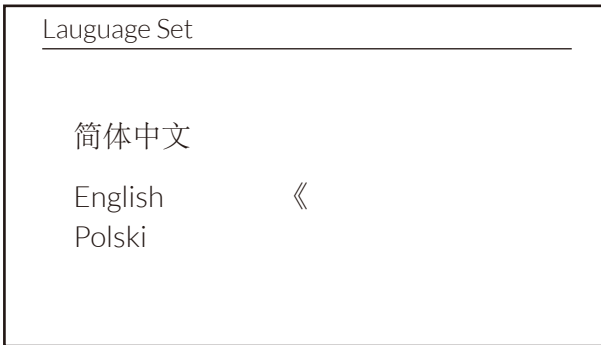 Lauguage Set
简体中文
English 《
Polski